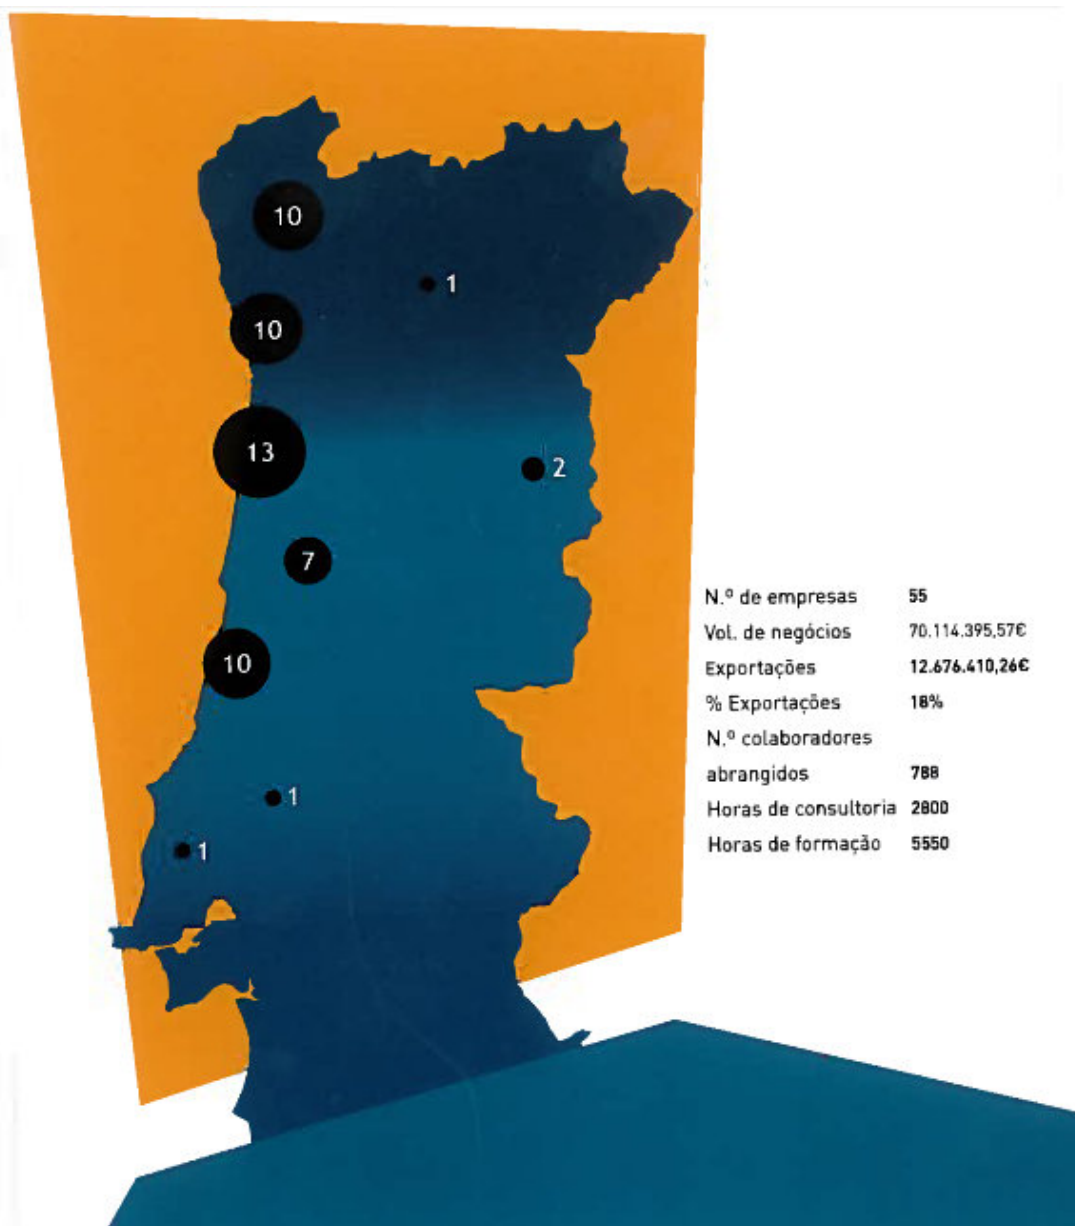 10
1
10
13
2
7
10
1
1
N.º de empresas 55
Vol. de negócios 70.114.395,57€
Exportações 12.676.410,26€
% Exportações 18%
N.º colaboradores
abrangidos 788
Horas de consultoria 2800
Horas de formação 5550